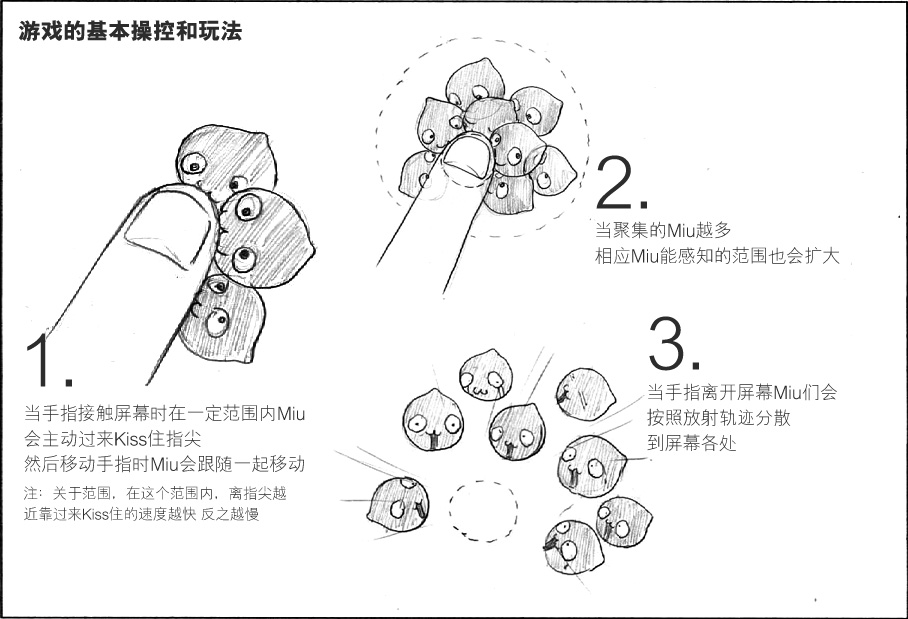 游戏的基本操控和玩法
1.
当手指接触屏幕时在一定范围内Miu
会主动过来Kiss住指尖
然后移动手指时Miu会跟随一起移动
注：关于范围，在这个范围内，离指尖越
近靠过来Kiss住的速度越快 反之越慢
2.
当聚集的Miu越多
相应Miu能感知的范围也会扩大
3.
当手指离开屏幕Miu们会
按照放射轨迹分散
到屏幕各处